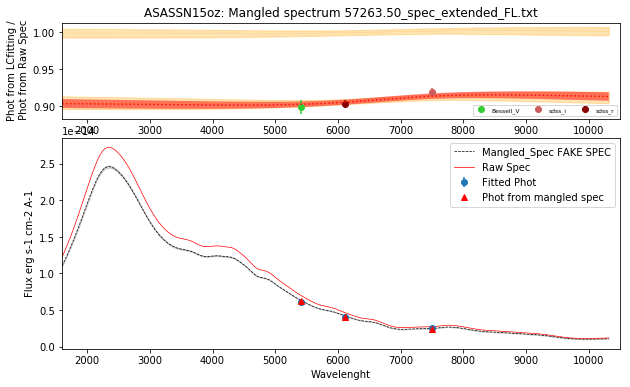 ASASSN15oz: Mangled spectrum 57263.50_spec_extended_FL.txt
Phot from LCfitting /
Phot from Raw Spec
1.00
0.95
0.90
Bessell_V
sdss_i
sdss_r
2000 3000 4000 5000 6000 7000 8000 9000 10000
1e−14
Flux erg s-1 cm-2 A-1
2.5
2.0
1.5
1.0
0.5
0.0
Mangled_Spec FAKE SPEC
Raw Spec
Fitted Phot
Phot from mangled spec
2000 3000 4000 5000 6000 7000 8000 9000 10000
Wavelenght